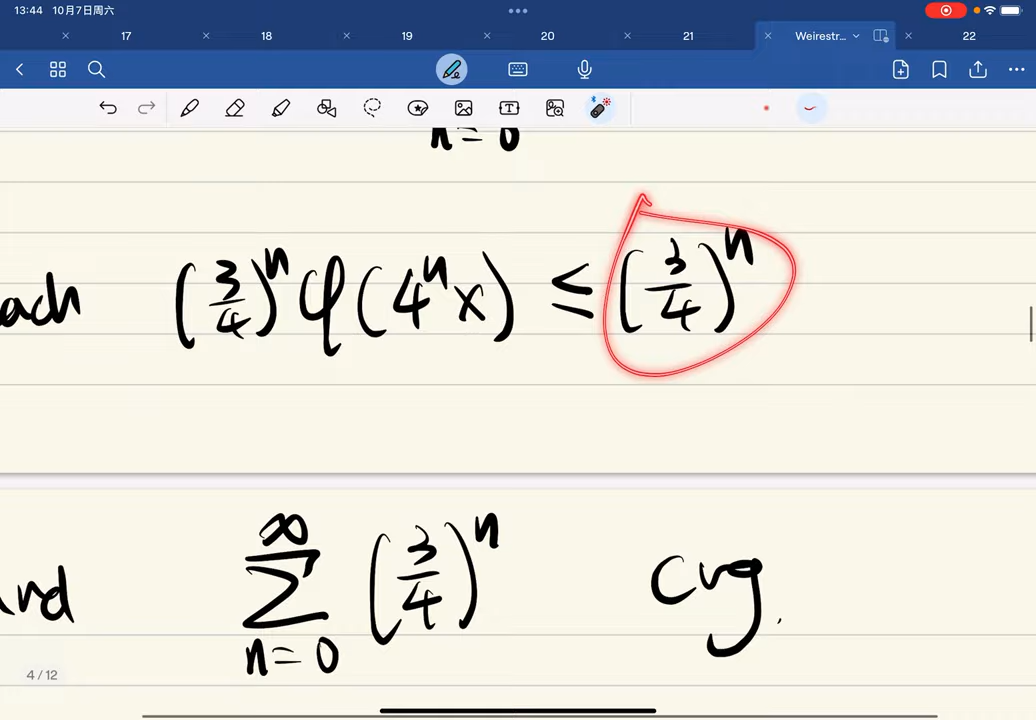 13:44 10月7日周六
17 18 19 20 21 Weirestr... 22
n = 0
ach (3/4)^n φ(4^n x) ≤ (3/4)^n
∞
nd Σ (3/4)^n cvg.
n = 0
4 / 12